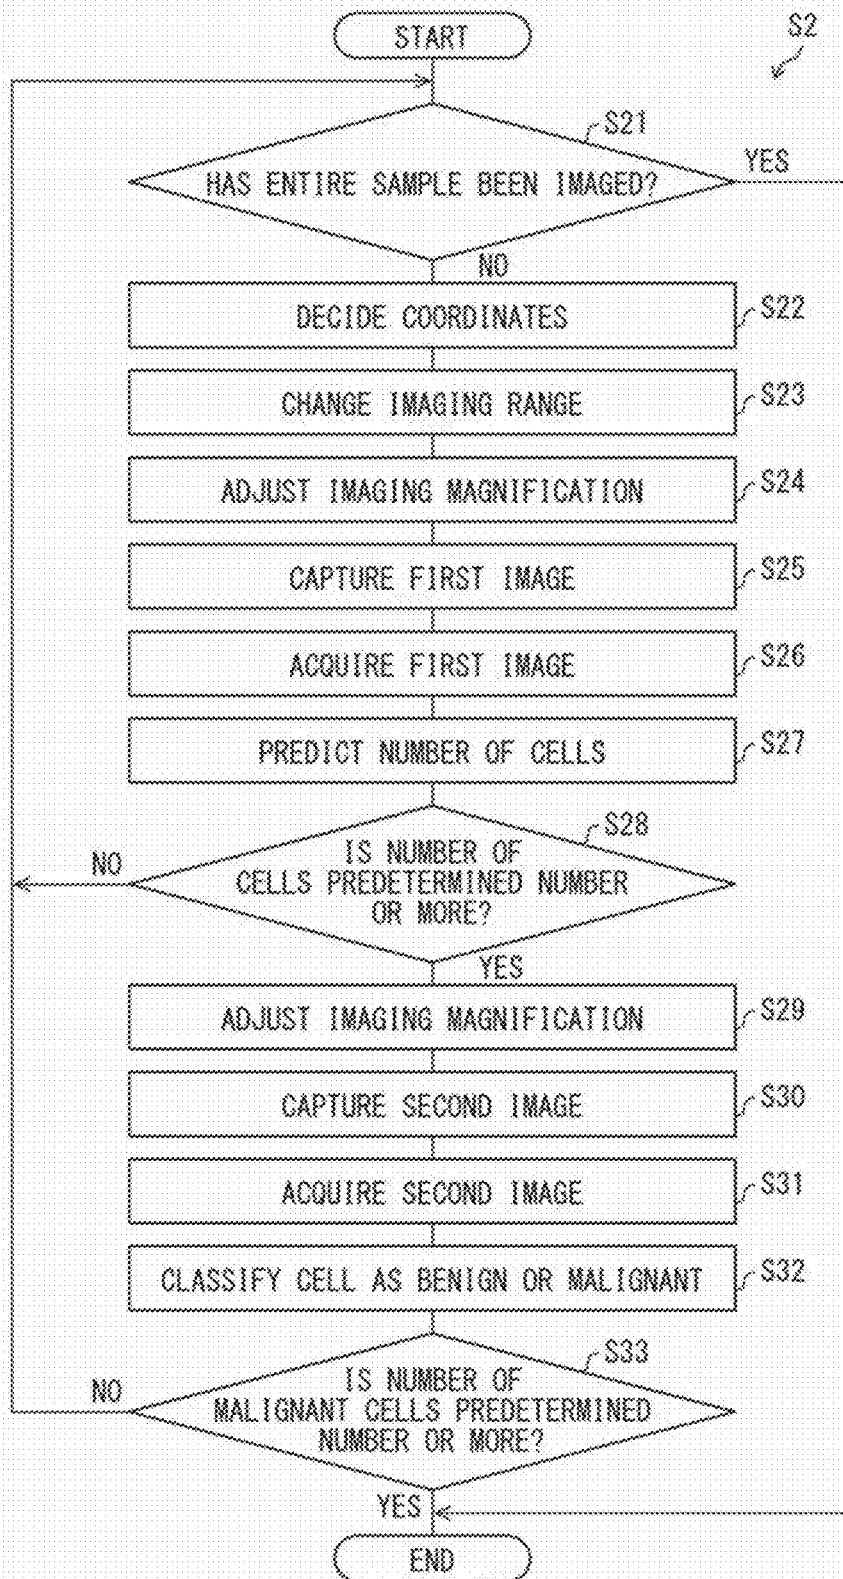 START
S2
S21
HAS ENTIRE SAMPLE BEEN IMAGED?
YES
NO
DECIDE COORDINATES
S22
CHANGE IMAGING RANGE
S23
ADJUST IMAGING MAGNIFICATION
S24
CAPTURE FIRST IMAGE
S25
ACQUIRE FIRST IMAGE
S26
PREDICT NUMBER OF CELLS
S27
S28
NO
IS NUMBER OF
CELLS PREDETERMINED NUMBER
OR MORE?
YES
ADJUST IMAGING MAGNIFICATION
S29
CAPTURE SECOND IMAGE
S30
ACQUIRE SECOND IMAGE
S31
CLASSIFY CELL AS BENIGN OR MALIGNANT
S32
S33
NO
IS NUMBER OF
MALIGNANT CELLS PREDETERMINED
NUMBER OR MORE?
YES
END